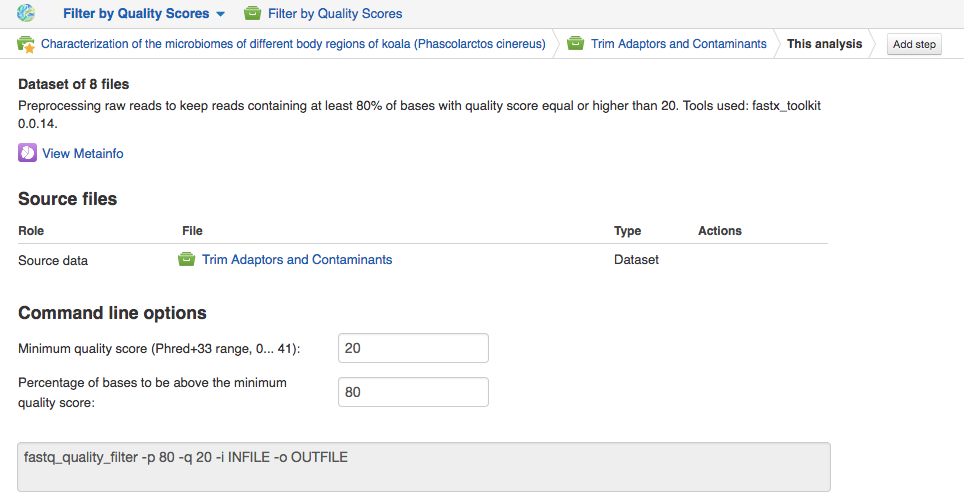 Filter by Quality Scores Filter by Quality Scores
Characterization of the microbiomes of different body regions of koala (Phascolarctos cinereus) Trim Adaptors and Contaminants This analysis Add step
Dataset of 8 files
Preprocessing raw reads to keep reads containing at least 80% of bases with quality score equal or higher than 20. Tools used: fastx_toolkit
0.0.14.
View Metainfo
Source files
Role File Type Actions
Source data Trim Adaptors and Contaminants Dataset
Command line options
Minimum quality score (Phred+33 range, 0... 41): 20
Percentage of bases to be above the minimum
quality score: 80
fastq_quality_filter -p 80 -q 20 -i INFILE -o OUTFILE